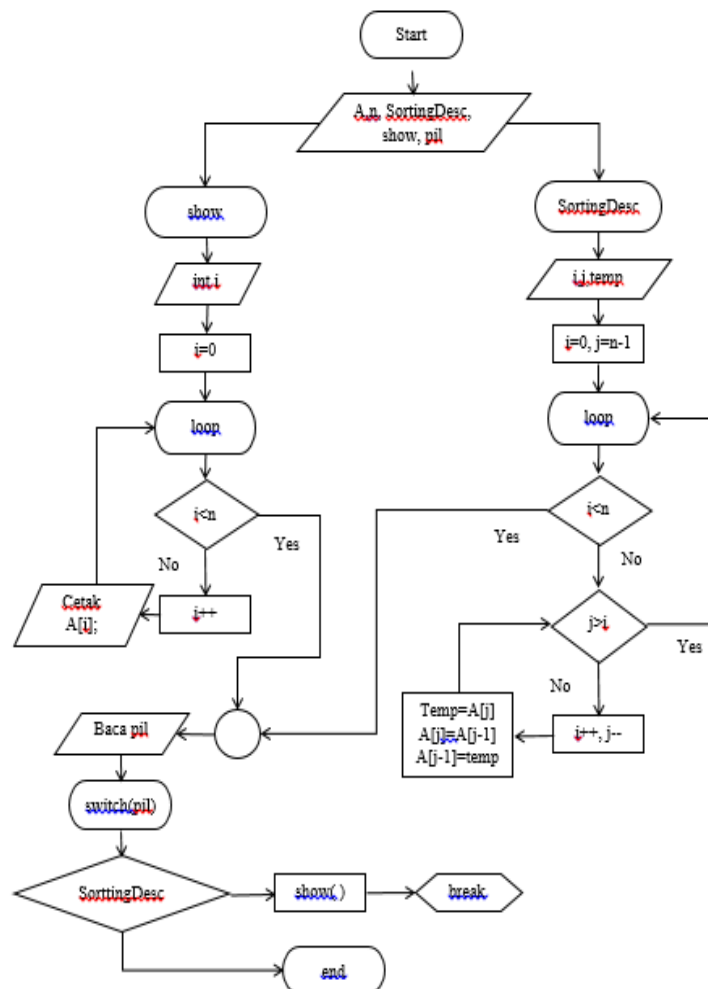 Start
A,n, SortingDesc,
show, pil
show
SortingDesc
int i
i,j,temp
i=0
i=0, j=n-1
loop
loop
i<n
i<n
Yes
Yes
No
No
Cetak
A[i];
i++
j>i
Yes
No
Temp=A[j]
A[j]=A[j-1]
A[j-1]=temp
i++, j--
Baca pil
switch(pil)
SorttingDesc
show( )
break
end